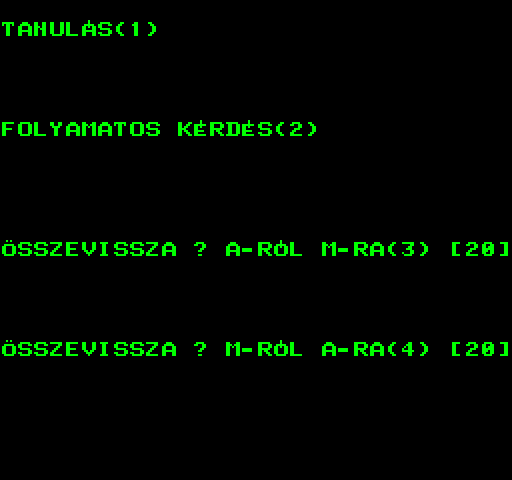 TANULÁS(1)
FOLYAMATOS KÉRDÉS(2)
ÖSSZEVISSZA ? A-RÓL M-RA(3) [20]
ÖSSZEVISSZA ? M-RÓL A-RA(4) [20]